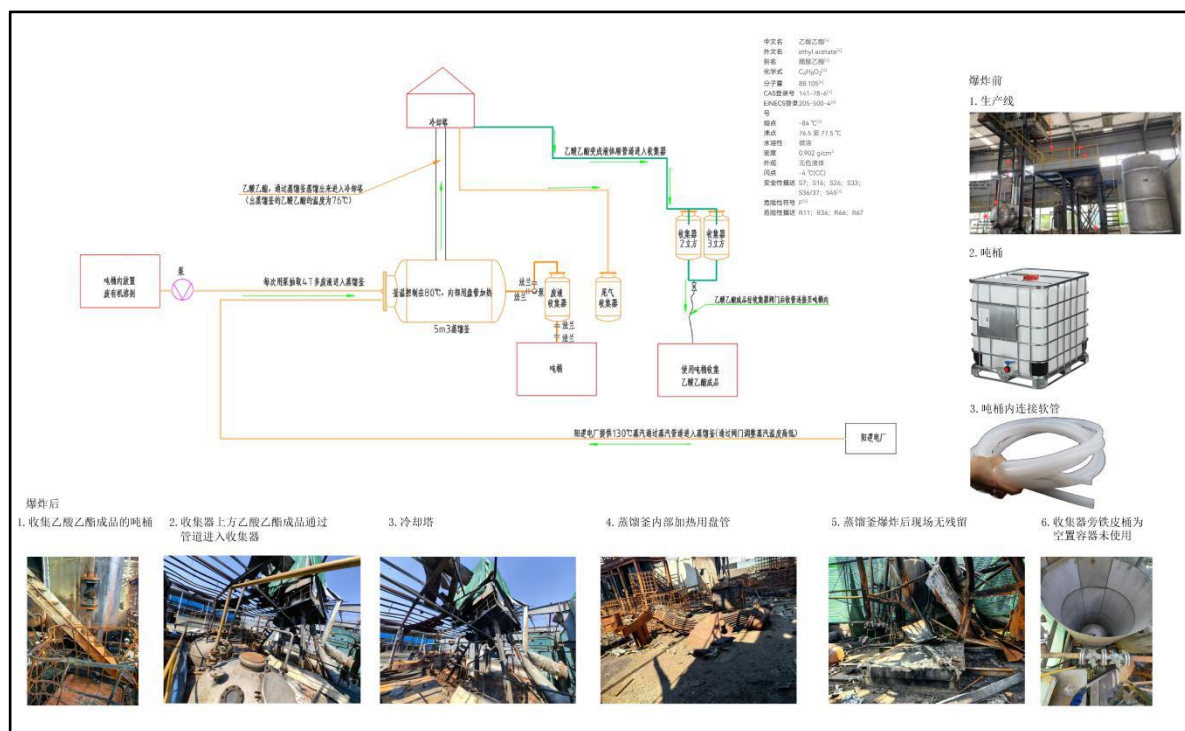 中文名 乙酸乙酯[4]
外文名 ethyl acetate[4]
别名 醋酸乙酯[4]
化学式 C4H8O2[4]
分子量 88.105[4]
CAS登录号 141-78-6[4]
EINECS登录号 205-500-4[4]
熔点 -84 ℃[4]
沸点 76.5 至 77.5 ℃
水溶性 微溶
密度 0.902 g/cm³
外观 无色液体
闪点 -4 ℃(CC)
安全性描述 S7；S16；S26；S33；
S36/37；S45[4]
危险性符号 F[4]
危险性描述 R11；R36；R66；R67
冷却塔
乙酸乙酯变成液体顺管道进入收集器
乙酸乙酯，通过蒸馏釜蒸馏出来进入冷却塔
(出蒸馏釜的乙酸乙酯的温度为76℃)
收集器
2立方
收集器
3立方
吨桶内放置
废有机溶剂
泵
每次用泵抽取4T多废液进入蒸馏釜
釜温控制在80℃，内部用盘管加热
5m3蒸馏釜
法兰
法兰
泵
废液
收集器
法兰
法兰
吨桶
尾气
收集器
乙酸乙酯成品经收集器阀门后软管连接至吨桶内
使用吨桶收集
乙酸乙酯成品
阳逻电厂提供130℃蒸汽通过蒸汽管道进入蒸馏釜(通过阀门调整蒸汽温度高低)
阳逻电厂
爆炸前
1. 生产线
2. 吨桶
3. 吨桶内连接软管
爆炸后
1. 收集乙酸乙酯成品的吨桶
2. 收集器上方乙酸乙酯成品通过
管道进入收集器
3. 冷却塔
4. 蒸馏釜内部加热用盘管
5. 蒸馏釜爆炸后现场无残留
6. 收集器旁铁皮桶为
空置容器未使用